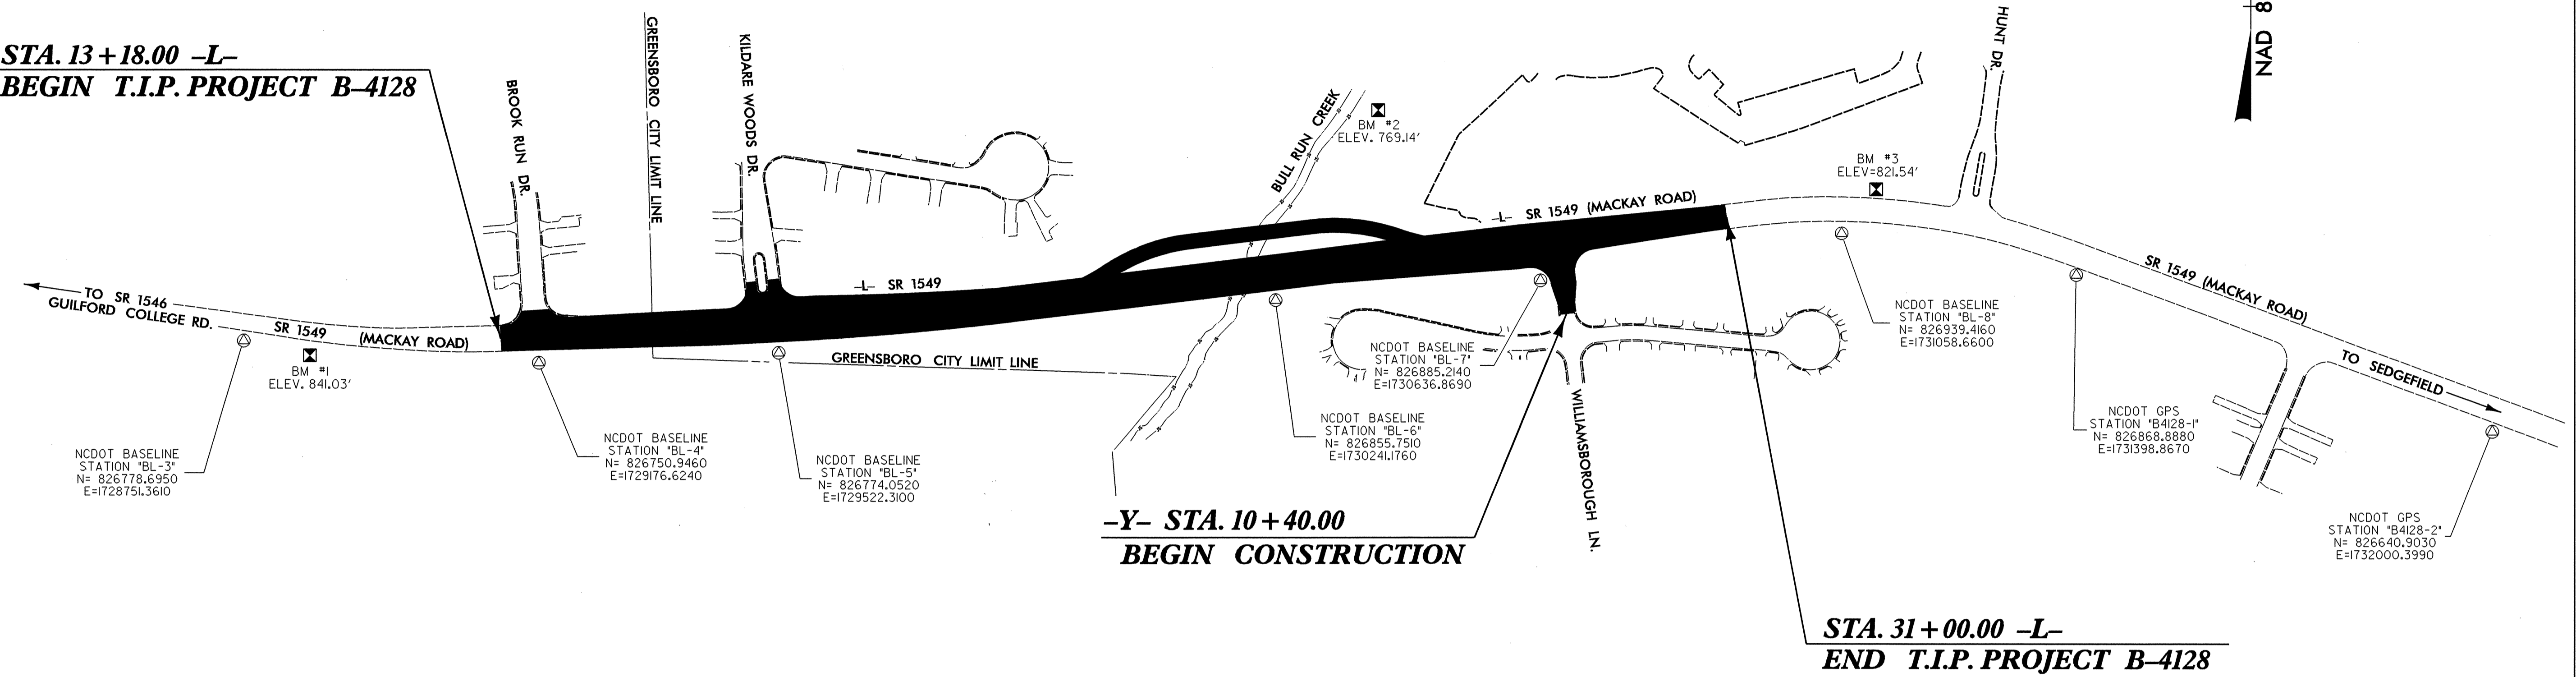 STA. 13+18.00 –L–
BEGIN T.I.P. PROJECT B–4128
BROOK RUN DR.
GREENSBORO CITY LIMIT LINE
KILDARE WOODS DR.
BULL RUN CREEK
BM #2
ELEV. 769.14'
HUNT DR.
NAD 8
BM #3
ELEV=821.54'
–L– SR 1549 (MACKAY ROAD)
–L– SR 1549
TO SR 1546
GUILFORD COLLEGE RD.
SR 1549 (MACKAY ROAD)
BM #1
ELEV. 841.03'
GREENSBORO CITY LIMIT LINE
SR 1549 (MACKAY ROAD)
TO SEDGEFIELD
NCDOT BASELINE
STATION "BL-3"
N= 826778.6950
E=1728751.3610
NCDOT BASELINE
STATION "BL-4"
N= 826750.9460
E=1729176.6240
NCDOT BASELINE
STATION "BL-5"
N= 826774.0520
E=1729522.3100
NCDOT BASELINE
STATION "BL-6"
N= 826855.7510
E=1730241.1760
NCDOT BASELINE
STATION "BL-7"
N= 826885.2140
E=1730636.8690
NCDOT BASELINE
STATION "BL-8"
N= 826939.4160
E=1731058.6600
NCDOT GPS
STATION "B4128-1"
N= 826868.8880
E=1731398.8670
NCDOT GPS
STATION "B4128-2"
N= 826640.9030
E=1732000.3990
WILLIAMSBOROUGH LN.
–Y– STA. 10+40.00
BEGIN CONSTRUCTION
STA. 31+00.00 –L–
END T.I.P. PROJECT B–4128